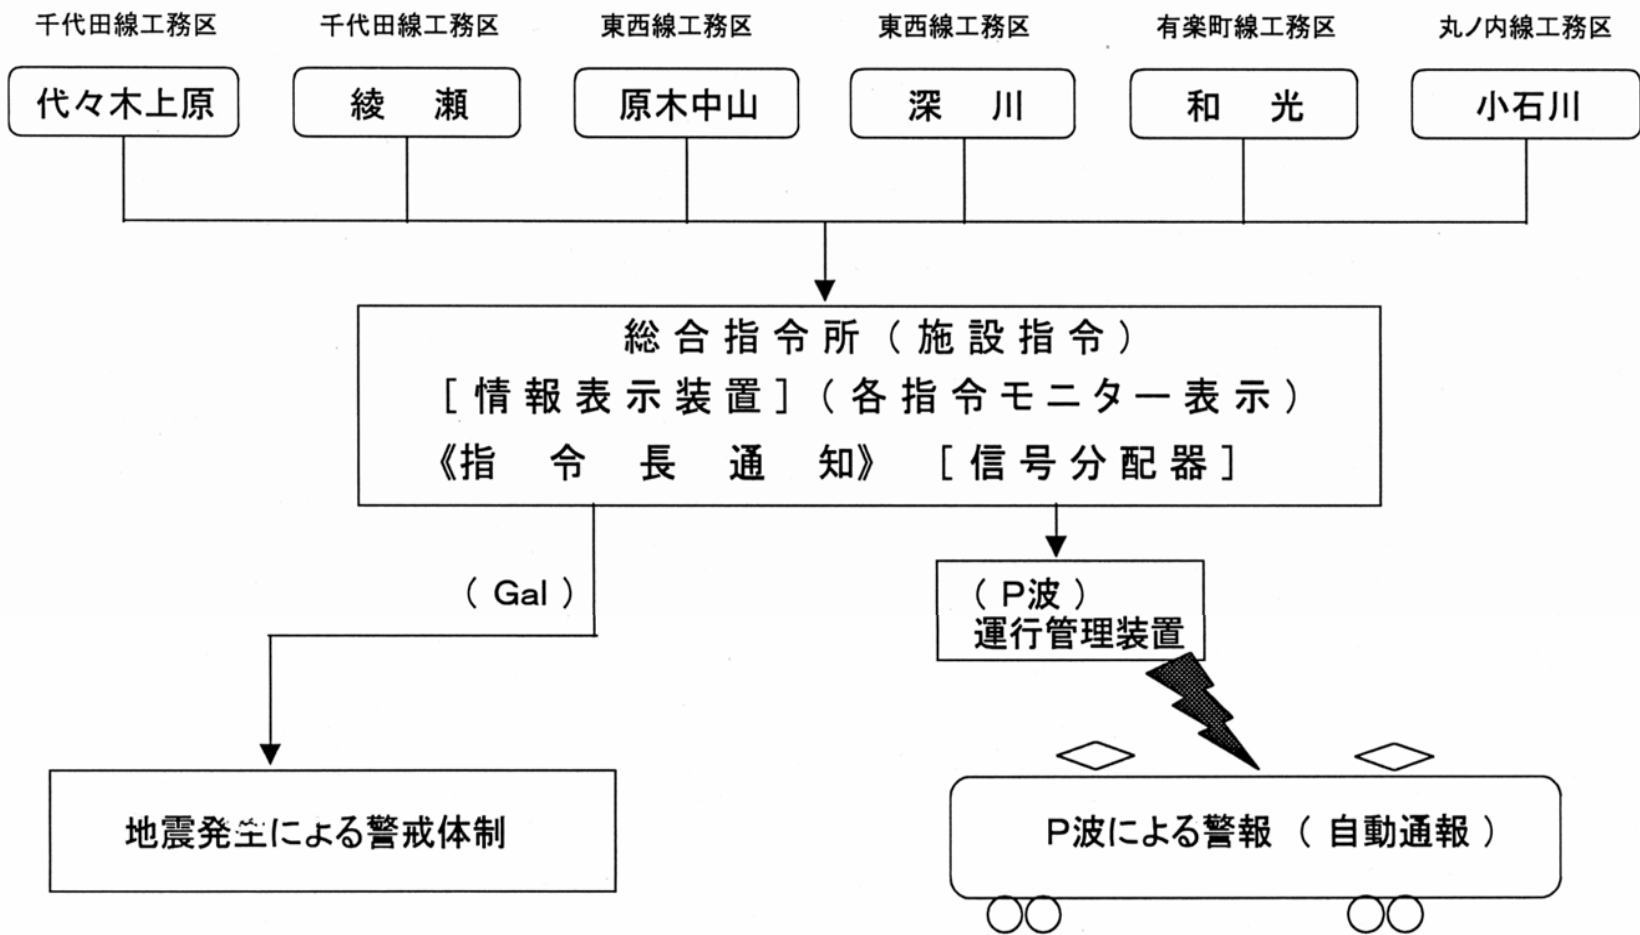 千代田線工務区 千代田線工務区 東西線工務区 東西線工務区 有楽町線工務区 丸ノ内線工務区
代々木上原 綾 瀬 原木中山 深 川 和 光 小石川
総合指令所(施設指令)
[情報表示装置](各指令モニター表示)
《指 令 長 通 知》 [信号分配器]
( Gal )
( P波 )
運行管理装置
地震発生による警戒体制
P波による警報 ( 自動通報 )